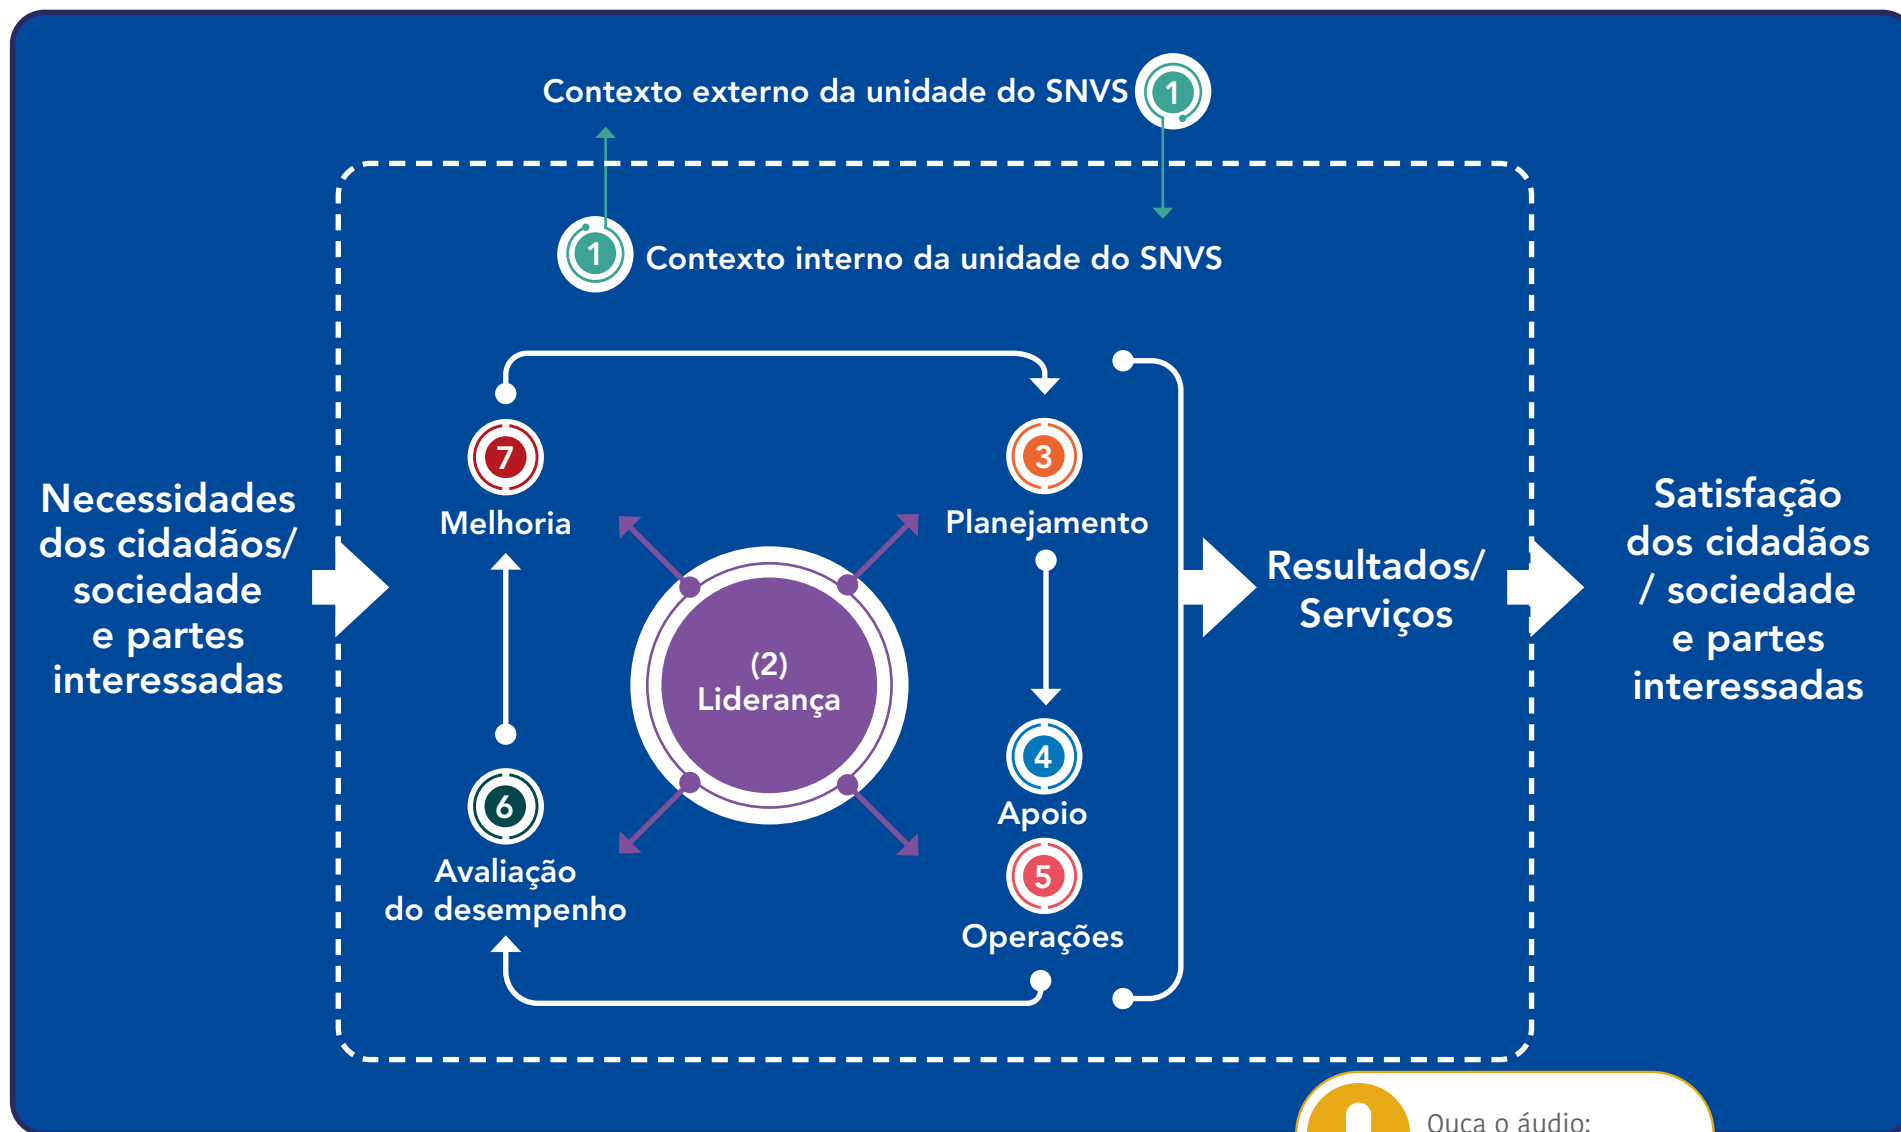 Contexto externo da unidade do SNVS
1
1
Contexto interno da unidade do SNVS
Necessidades
dos cidadãos/
sociedade
e partes
interessadas
7
Melhoria
3
Planejamento
(2)
Liderança
4
Apoio
5
Operações
6
Avaliação
do desempenho
Resultados/
Serviços
Satisfação
dos cidadãos
/ sociedade
e partes
interessadas
Ouça o áudio: